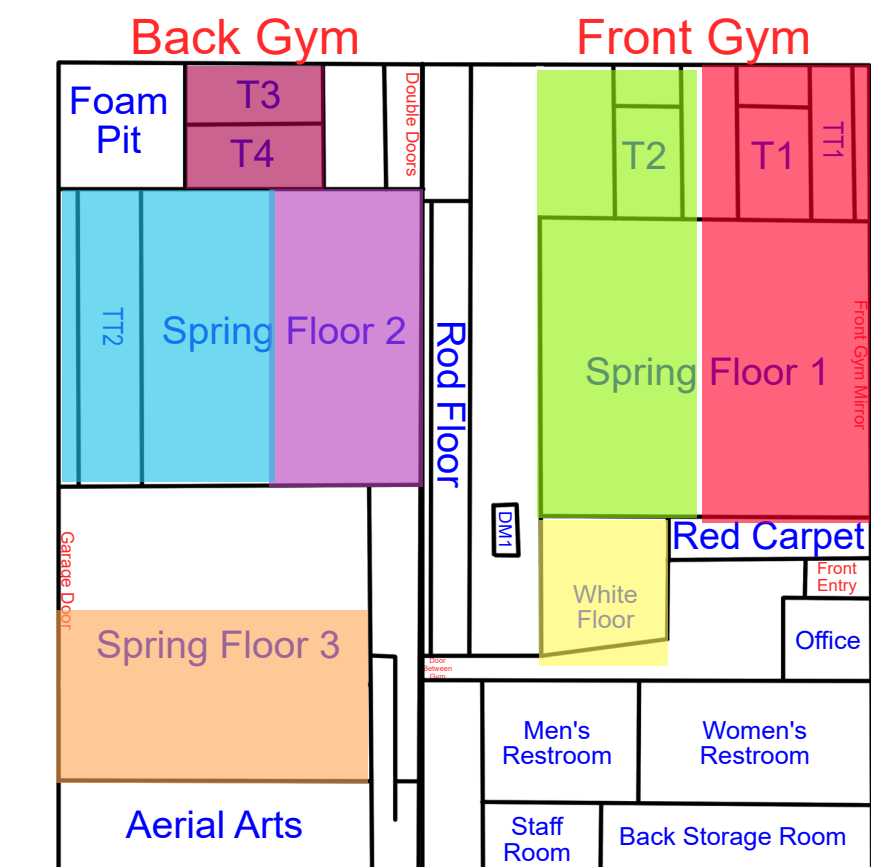 Back Gym
Front Gym
Foam
Pit
T3
T4
Double Doors
T2
T1
TT1
TT2
Spring Floor 2
Rod Floor
Spring Floor 1
Front Gym Mirror
DM1
Red Carpet
Garage Door
White
Floor
Front
Entry
Spring Floor 3
Office
Door
Between
Gym
Men's
Restroom
Women's
Restroom
Aerial Arts
Staff
Room
Back Storage Room